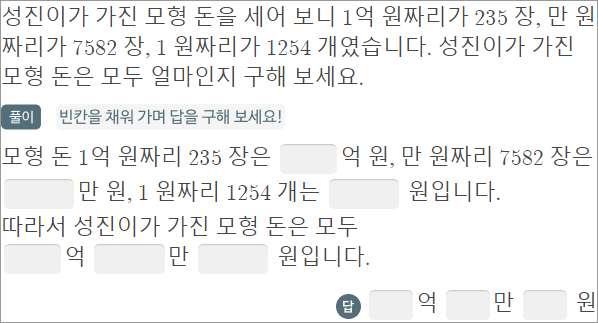 성진이가 가진 모형 돈을 세어 보니 1억 원짜리가 235 장, 만 원
짜리가 7582 장, 1 원짜리가 1254 개였습니다. 성진이가 가진
모형 돈은 모두 얼마인지 구해 보세요.
풀이 빈칸을 채워 가며 답을 구해 보세요!
모형 돈 1억 원짜리 235 장은 억 원, 만 원짜리 7582 장은
만 원, 1 원짜리 1254 개는 원입니다.
따라서 성진이가 가진 모형 돈은 모두
억 만 원입니다.
답 억 만 원